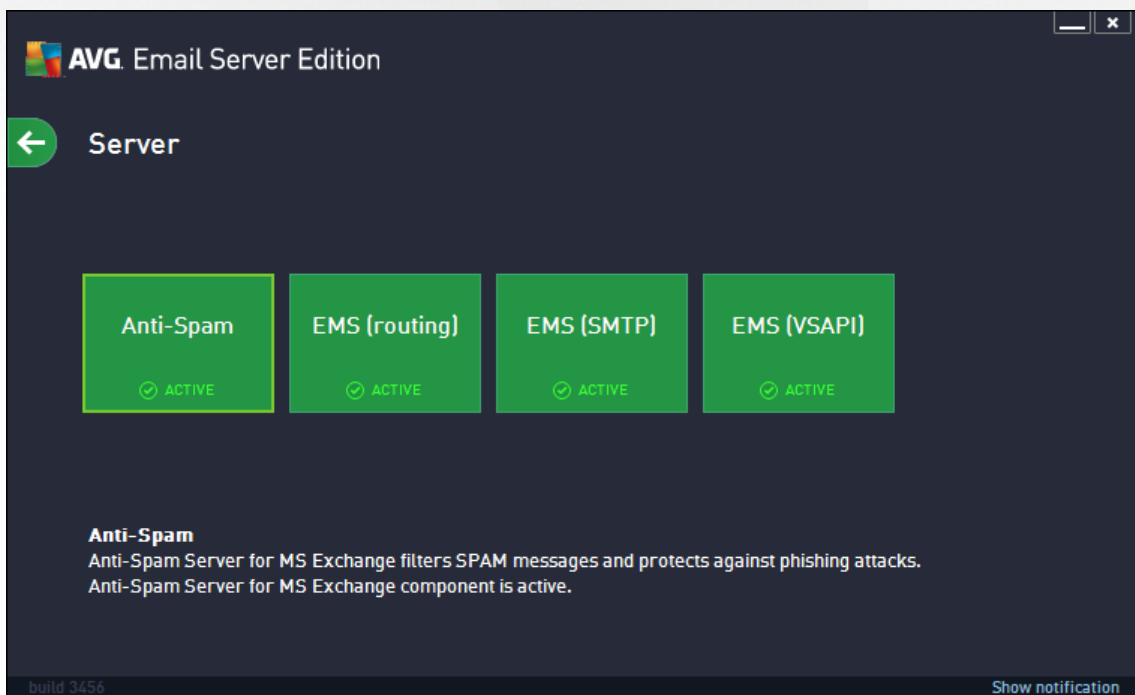 AVG. Email Server Edition
Server
Anti-Spam
ACTIVE
EMS (routing)
ACTIVE
EMS (SMTP)
ACTIVE
EMS (VSAPI)
ACTIVE
Anti-Spam
Anti-Spam Server for MS Exchange filters SPAM messages and protects against phishing attacks.
Anti-Spam Server for MS Exchange component is active.
build 3456
Show notification